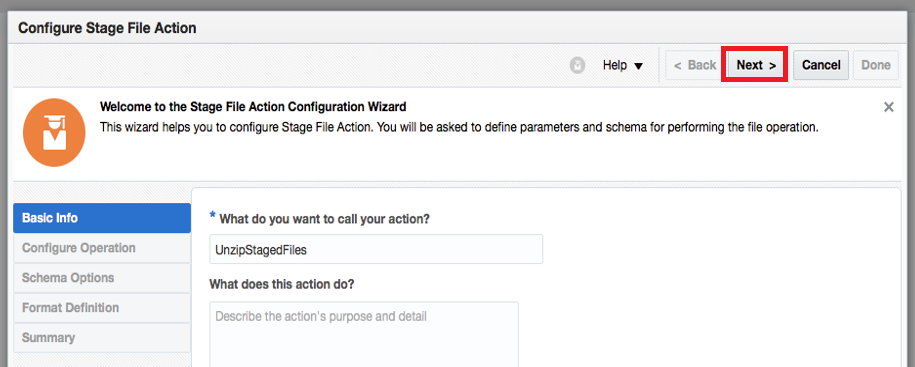 Configure Stage File Action
Help
< Back
Next >
Cancel
Done
Welcome to the Stage File Action Configuration Wizard
This wizard helps you to configure Stage File Action. You will be asked to define parameters and schema for performing the file operation.
Basic Info
Configure Operation
Schema Options
Format Definition
Summary
* What do you want to call your action?
UnzipStagedFiles
What does this action do?
Describe the action's purpose and detail